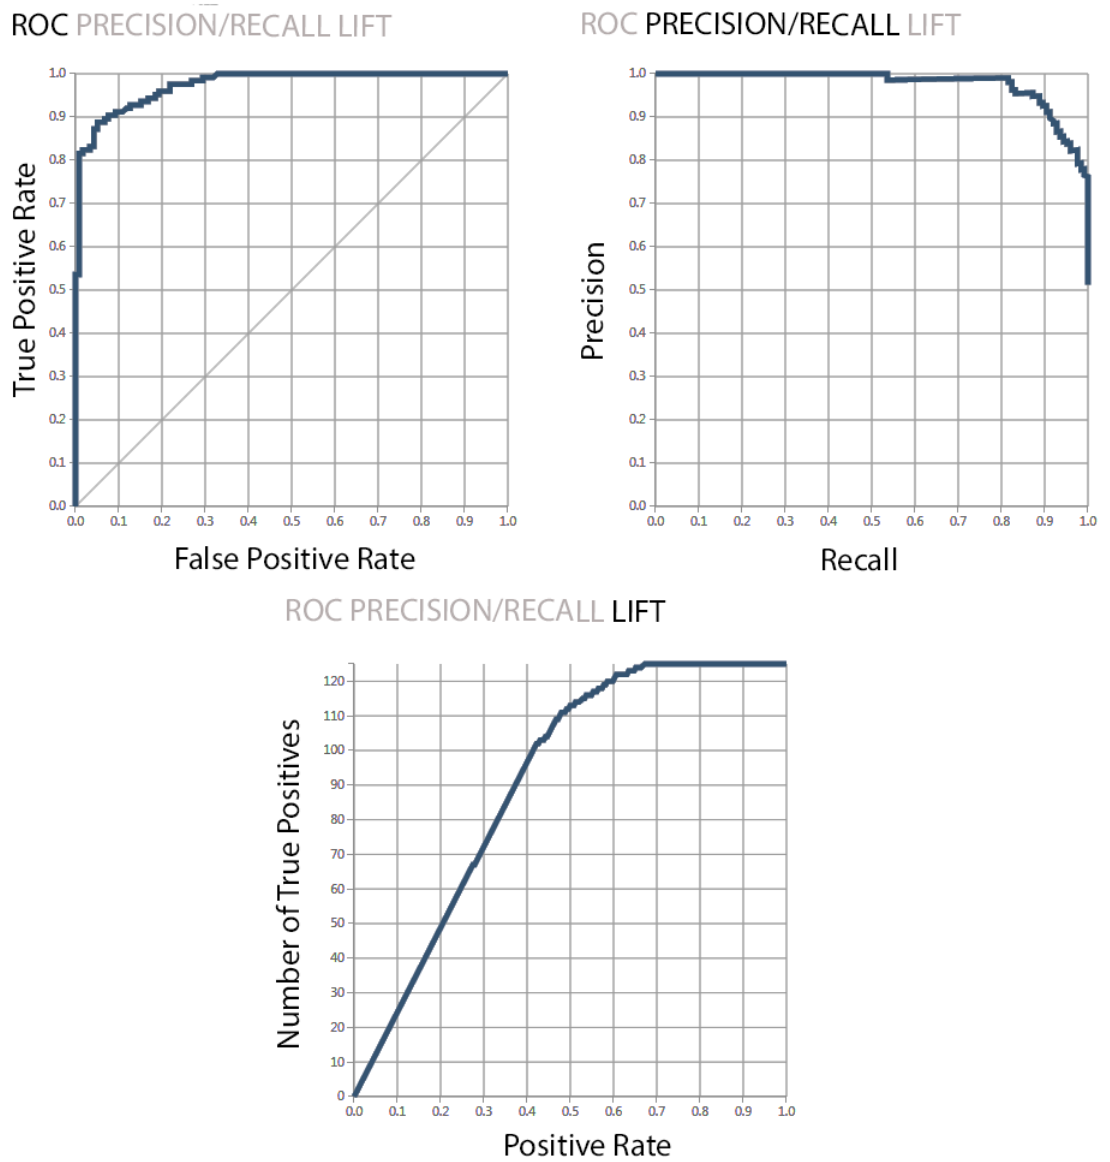 ROC PRECISION/RECALL LIFT
1.0
0.9
0.8
0.7
0.6
0.5
0.4
0.3
0.2
0.1
0.0
True Positive Rate
0.0 0.1 0.2 0.3 0.4 0.5 0.6 0.7 0.8 0.9 1.0
False Positive Rate
ROC PRECISION/RECALL LIFT
1.0
0.9
0.8
0.7
0.6
0.5
0.4
0.3
0.2
0.1
0.0
Precision
0.0 0.1 0.2 0.3 0.4 0.5 0.6 0.7 0.8 0.9 1.0
Recall
ROC PRECISION/RECALL LIFT
120
110
100
90
80
70
60
50
40
30
20
10
0
Number of True Positives
0.0 0.1 0.2 0.3 0.4 0.5 0.6 0.7 0.8 0.9 1.0
Positive Rate